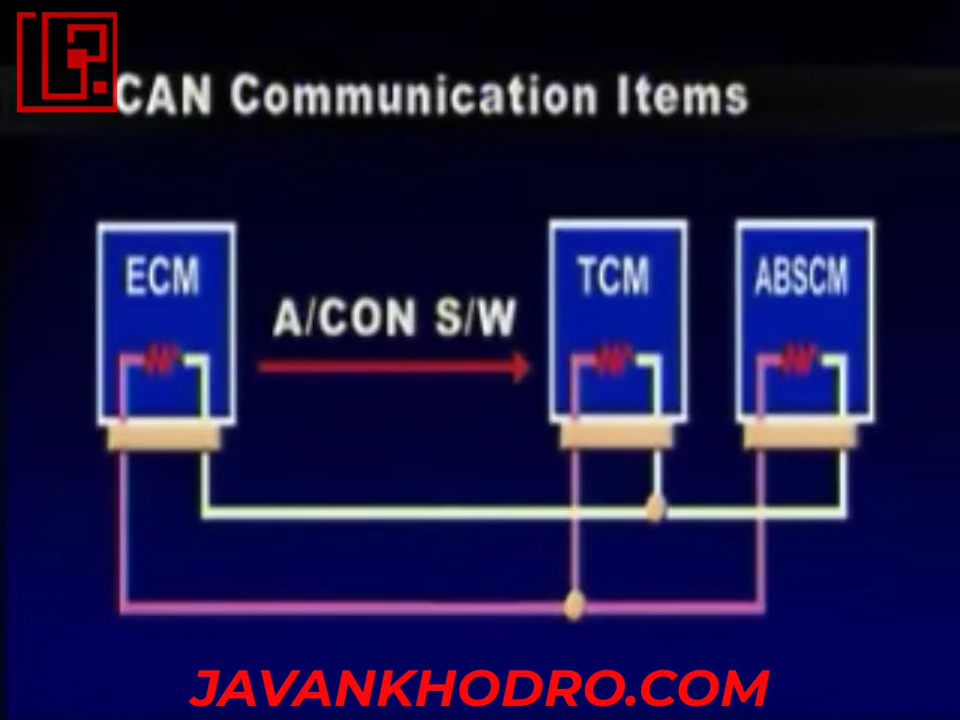 CAN Communication Items
ECM
A/CON S/W
TCM
ABSCM
JAVANKHODRO.COM